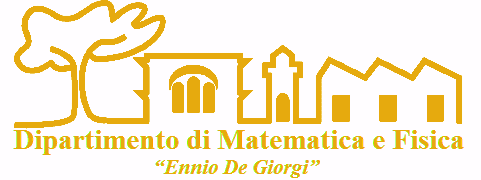 Dipartimento di Matematica e Fisica
“Ennio De Giorgi”